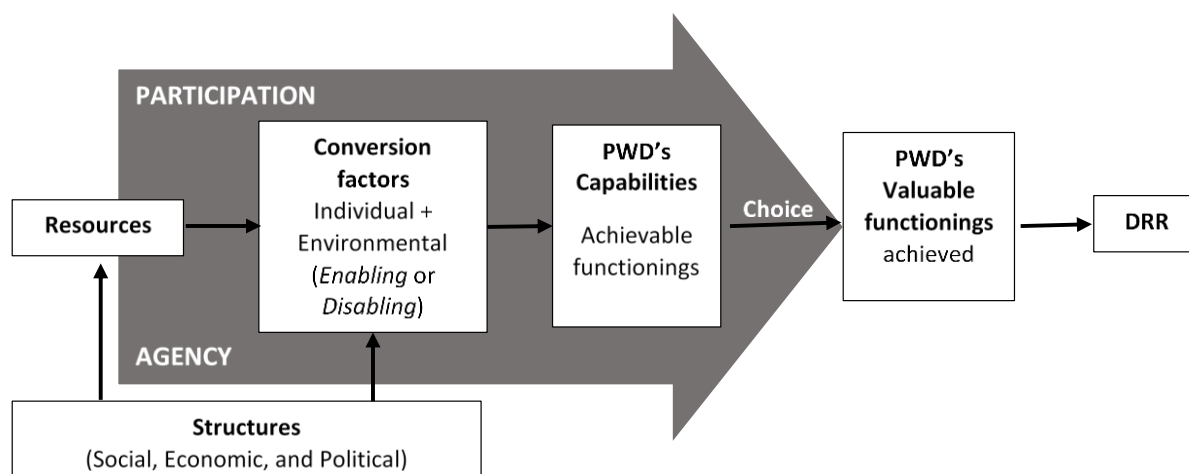 PARTICIPATION
Resources
Conversion
factors
Individual +
Environmental
(Enabling or
Disabling)
PWD's
Capabilities
Achievable
functionings
Choice
PWD's
Valuable
functionings
achieved
DRR
AGENCY
Structures
(Social, Economic, and Political)